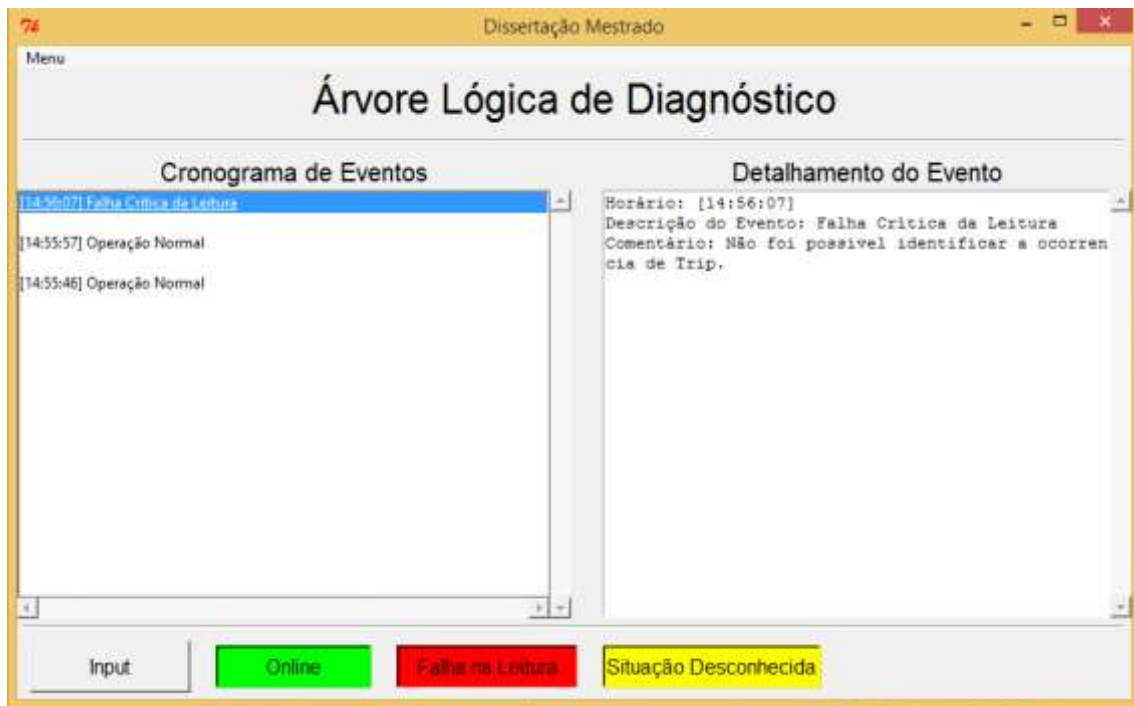 Dissertação Mestrado
Menu
Árvore Lógica de Diagnóstico
Cronograma de Eventos
[14:56:07] Falha Critica da Leitura
[14:55:57] Operação Normal
[14:55:46] Operação Normal
Detalhamento do Evento
Horário: [14:56:07]
Descrição do Evento: Falha Critica da Leitura
Comentário: Não foi possivel identificar a ocorren
cia de Trip.
Input
Online
Falha na Leitura
Situação Desconhecida